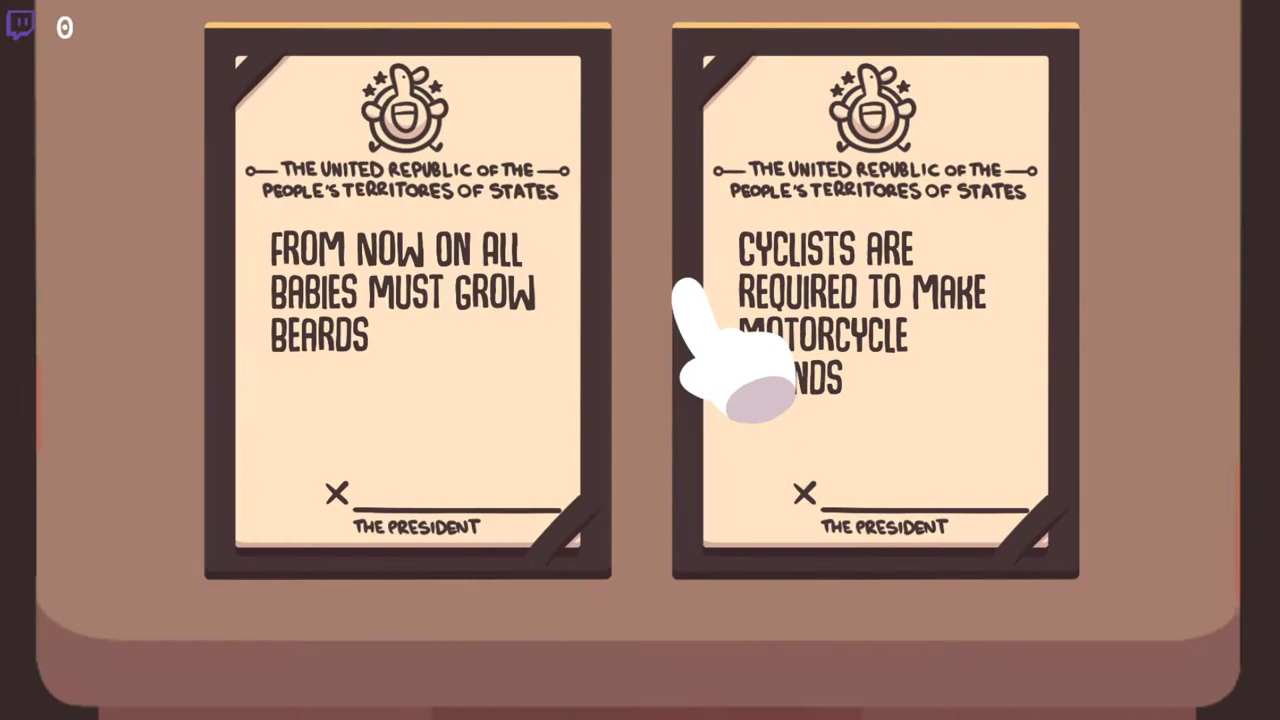 0
THE UNITED REPUBLIC OF THE
PEOPLE'S TERRITORES OF STATES
FROM NOW ON ALL
BABIES MUST GROW
BEARDS
X
THE PRESIDENT
THE UNITED REPUBLIC OF THE
PEOPLE'S TERRITORES OF STATES
CYCLISTS ARE
REQUIRED TO MAKE
MOTORCYCLE
X
THE PRESIDENT